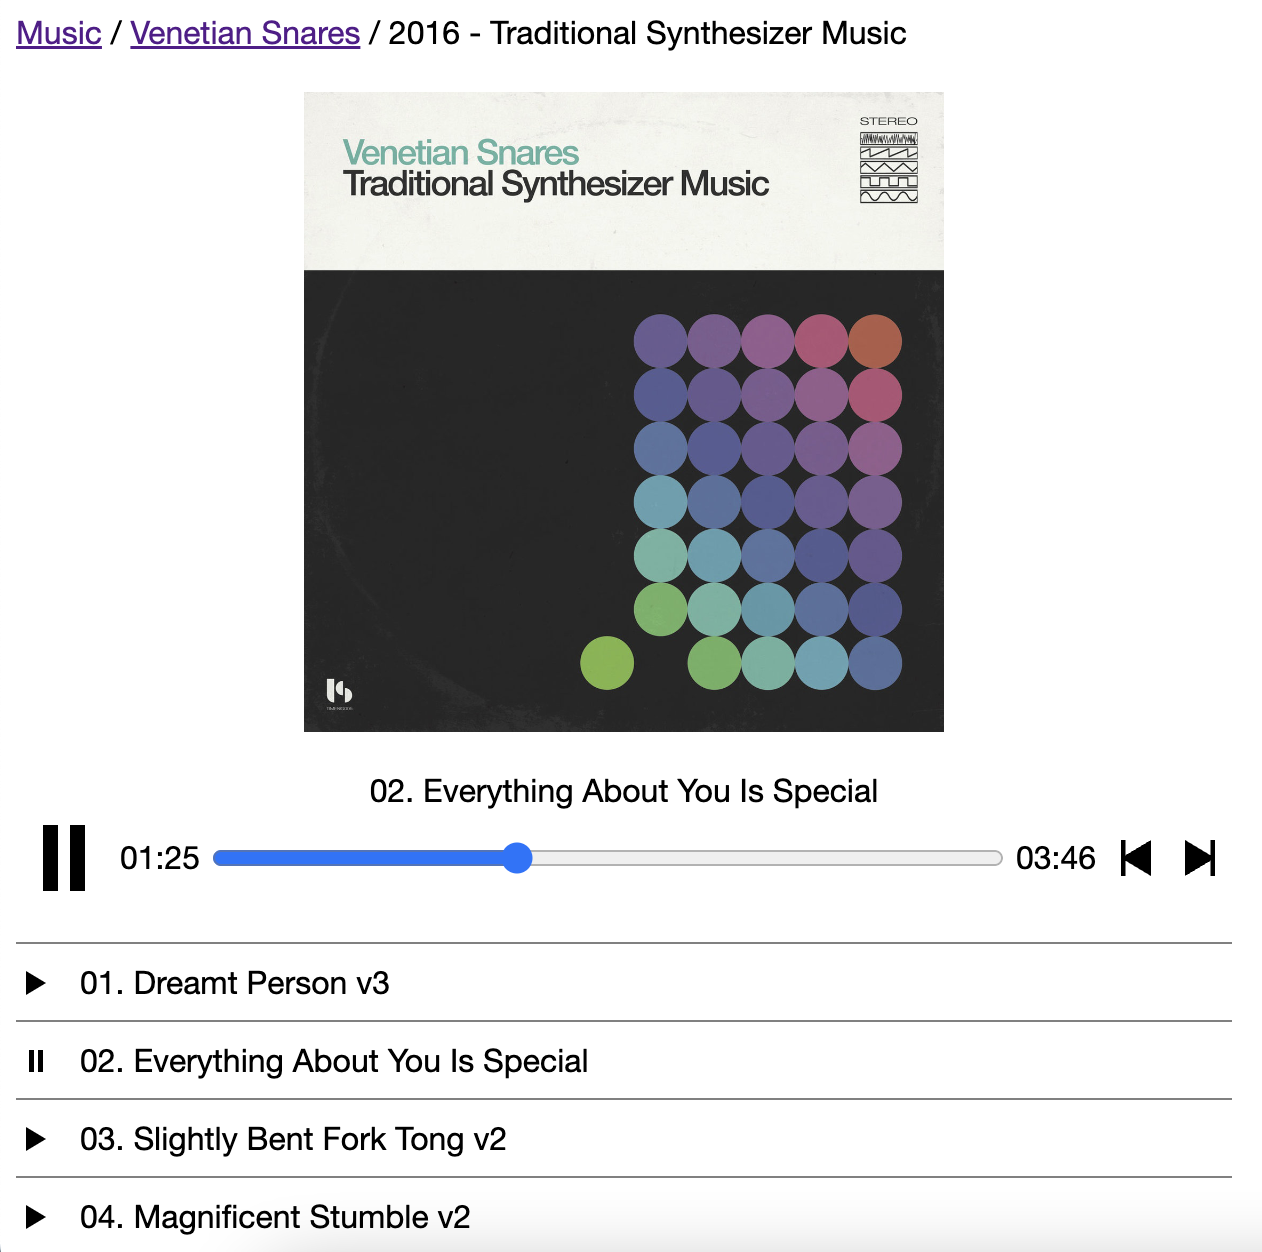 Music / Venetian Snares / 2016 - Traditional Synthesizer Music
STEREO
Venetian Snares
Traditional Synthesizer Music
02. Everything About You Is Special
01:25
03:46
01. Dreamt Person v3
02. Everything About You Is Special
03. Slightly Bent Fork Tong v2
04. Magnificent Stumble v2